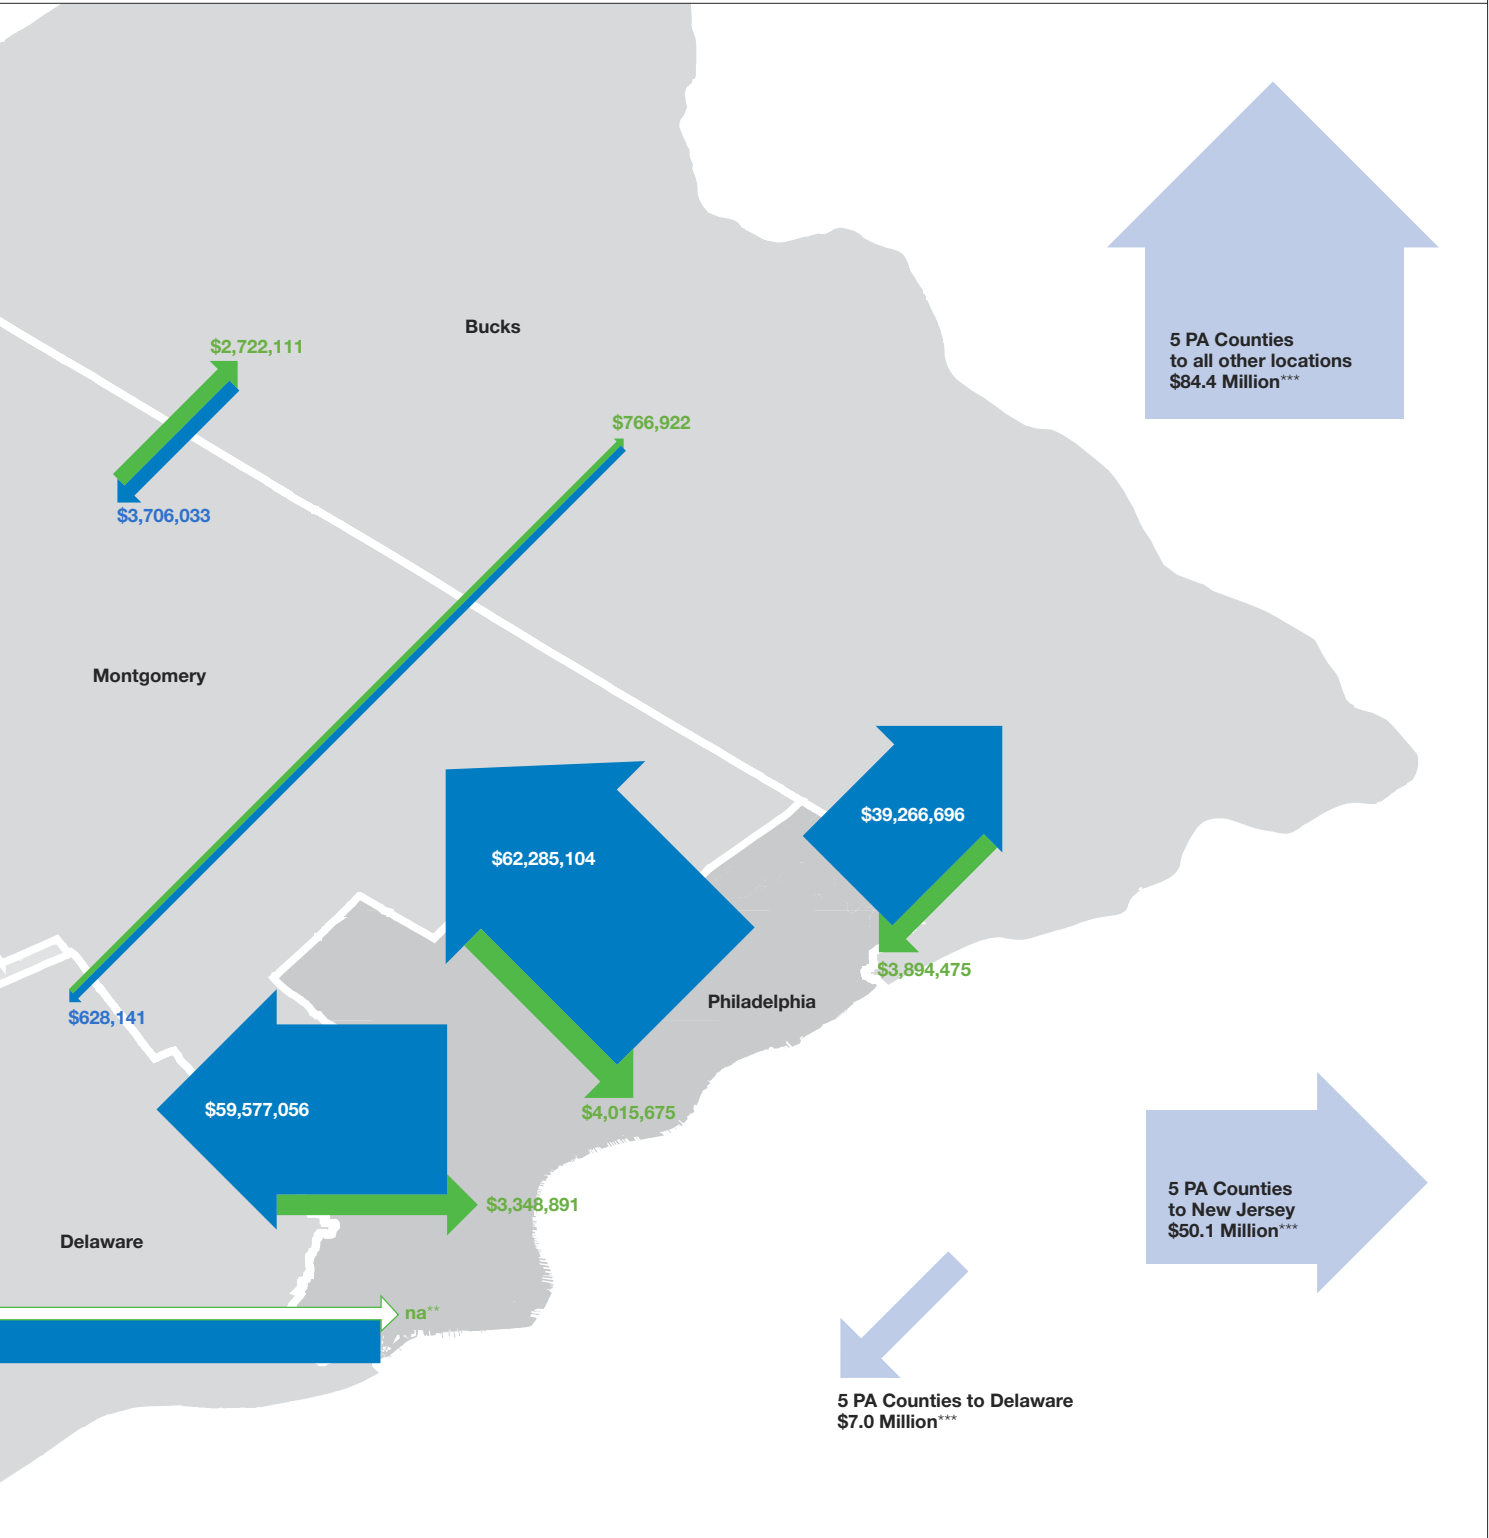 Bucks
$2,722,111
5 PA Counties
to all other locations
$84.4 Million***
$766,922
$3,706,033
Montgomery
$39,266,696
$62,285,104
$3,894,475
Philadelphia
$628,141
$59,577,056
$4,015,675
5 PA Counties
to New Jersey
$50.1 Million***
$3,348,891
Delaware
na**
5 PA Counties to Delaware
$7.0 Million***